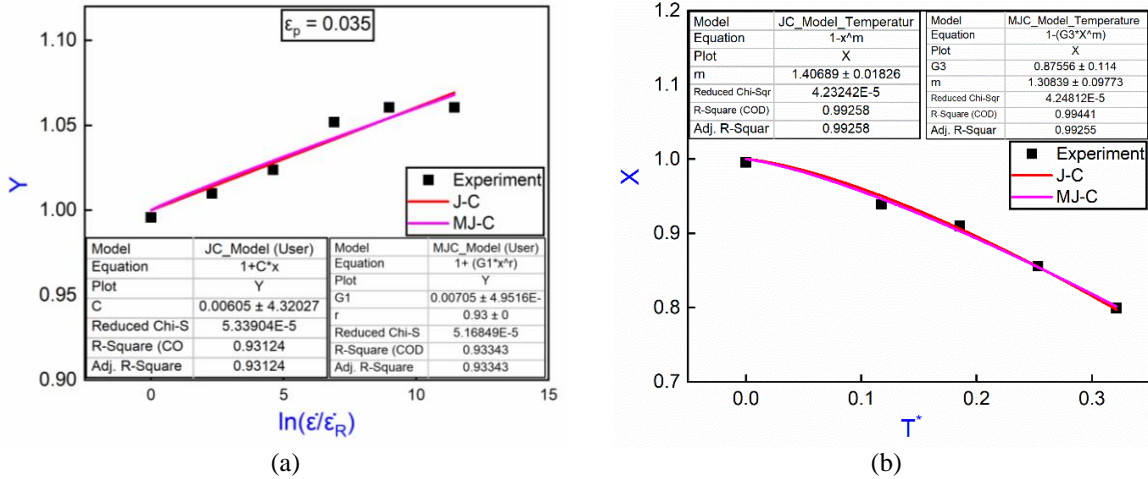 ε_p = 0.035
1.10
1.05
1.00
0.95
0.90
Y
Experiment
J-C
MJ-C
Model JC_Model (User)
Equation 1+C*x
Plot Y
C 0.00605 ± 4.32027
Reduced Chi-S 5.33904E-5
R-Square (CO 0.93124
Adj. R-Square 0.93124
Model MJC_Model (User)
Equation 1+ (G1*x^r)
Plot Y
G1 0.00705 ± 4.9516E-
r 0.93 ± 0
Reduced Chi-S 5.16849E-5
R-Square (COD 0.93343
Adj. R-Square 0.93343
0 5 10 15
ln(ε̇/ε̇_R)
(a)
Model JC_Model_Temperatur
Equation 1-x^m
Plot X
m 1.40689 ± 0.01826
Reduced Chi-Sqr 4.23242E-5
R-Square (COD) 0.99258
Adj. R-Squar 0.99258
Model MJC_Model_Temperature
Equation 1-(G3*X^m)
Plot X
G3 0.87556 ± 0.114
m 1.30839 ± 0.09773
Reduced Chi-Sqr 4.24812E-5
R-Square (COD) 0.99441
Adj. R-Squar 0.99255
1.2
1.1
1.0
0.9
0.8
0.7
X
Experiment
J-C
MJ-C
0.0 0.1 0.2 0.3
T*
(b)